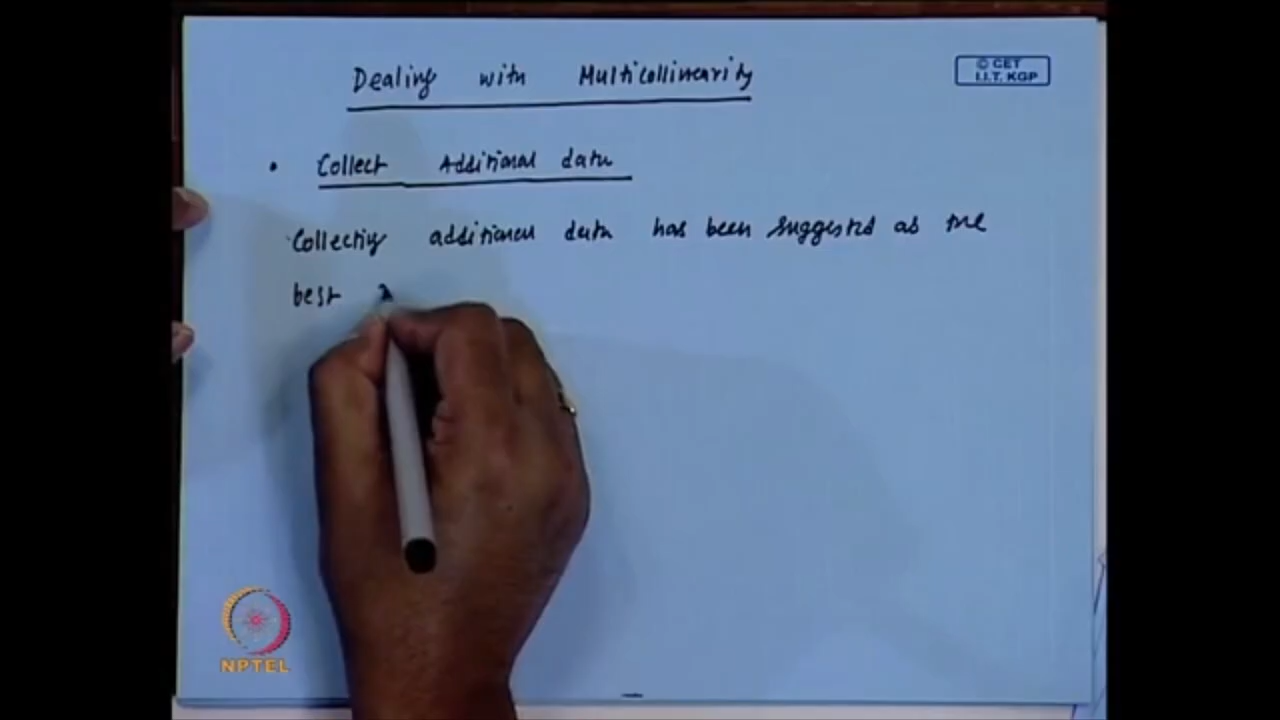 Dealing with Multicollinearity
© CET
I.I.T. KGP
• Collect Additional data
Collecting additional data has been suggested as the
best
NPTEL